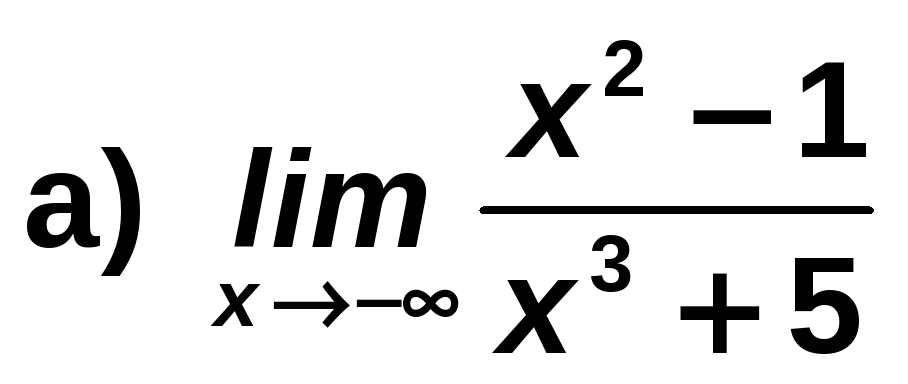 a) lim x→−∞ (x² − 1)/(x³ + 5)